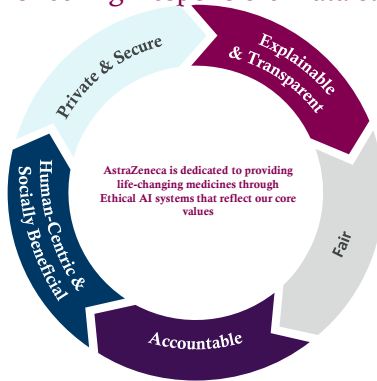 Private & Secure
Explainable
& Transparent
AstraZeneca is dedicated to providing
life-changing medicines through
Ethical AI systems that reflect our core
values
Fair
Accountable
Human-Centric &
Socially Beneficial